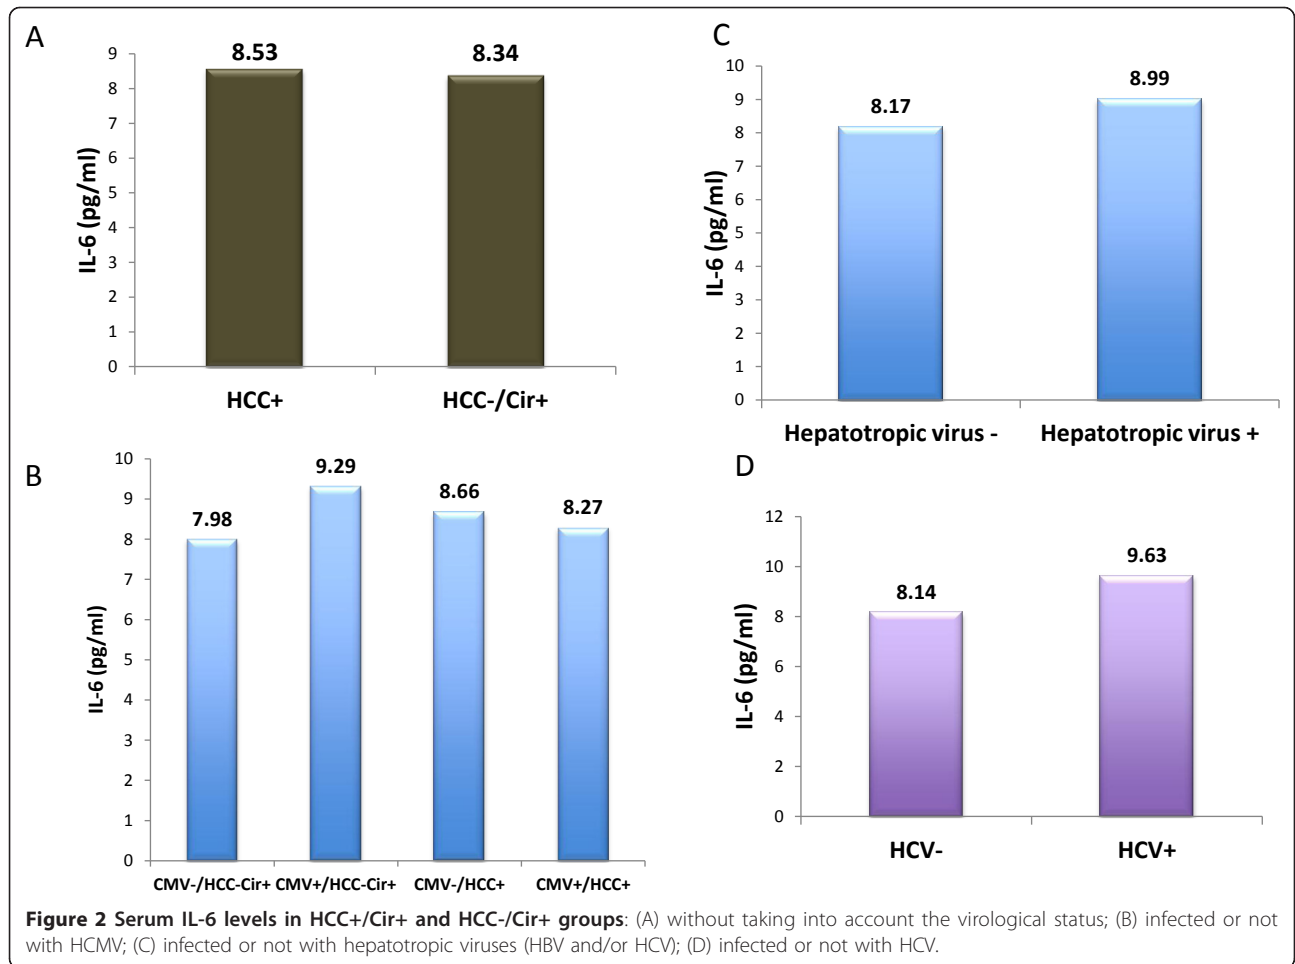 A
9
8
7
6
5
4
3
2
1
0
IL-6 (pg/ml)
8.53
8.34
HCC+
HCC-/Cir+
C
10
9
8
7
6
5
4
3
2
1
0
IL-6 (pg/ml)
8.17
8.99
Hepatotropic virus -
Hepatotropic virus +
B
10
9
8
7
6
5
4
3
2
1
0
IL-6 (pg/ml)
7.98
9.29
8.66
8.27
CMV-/HCC-Cir+
CMV+/HCC-Cir+
CMV-/HCC+
CMV+/HCC+
D
12
10
8
6
4
2
0
IL-6 (pg/ml)
8.14
9.63
HCV-
HCV+
Figure 2 Serum IL-6 levels in HCC+/Cir+ and HCC-/Cir+ groups: (A) without taking into account the virological status; (B) infected or not
with HCMV; (C) infected or not with hepatotropic viruses (HBV and/or HCV); (D) infected or not with HCV.